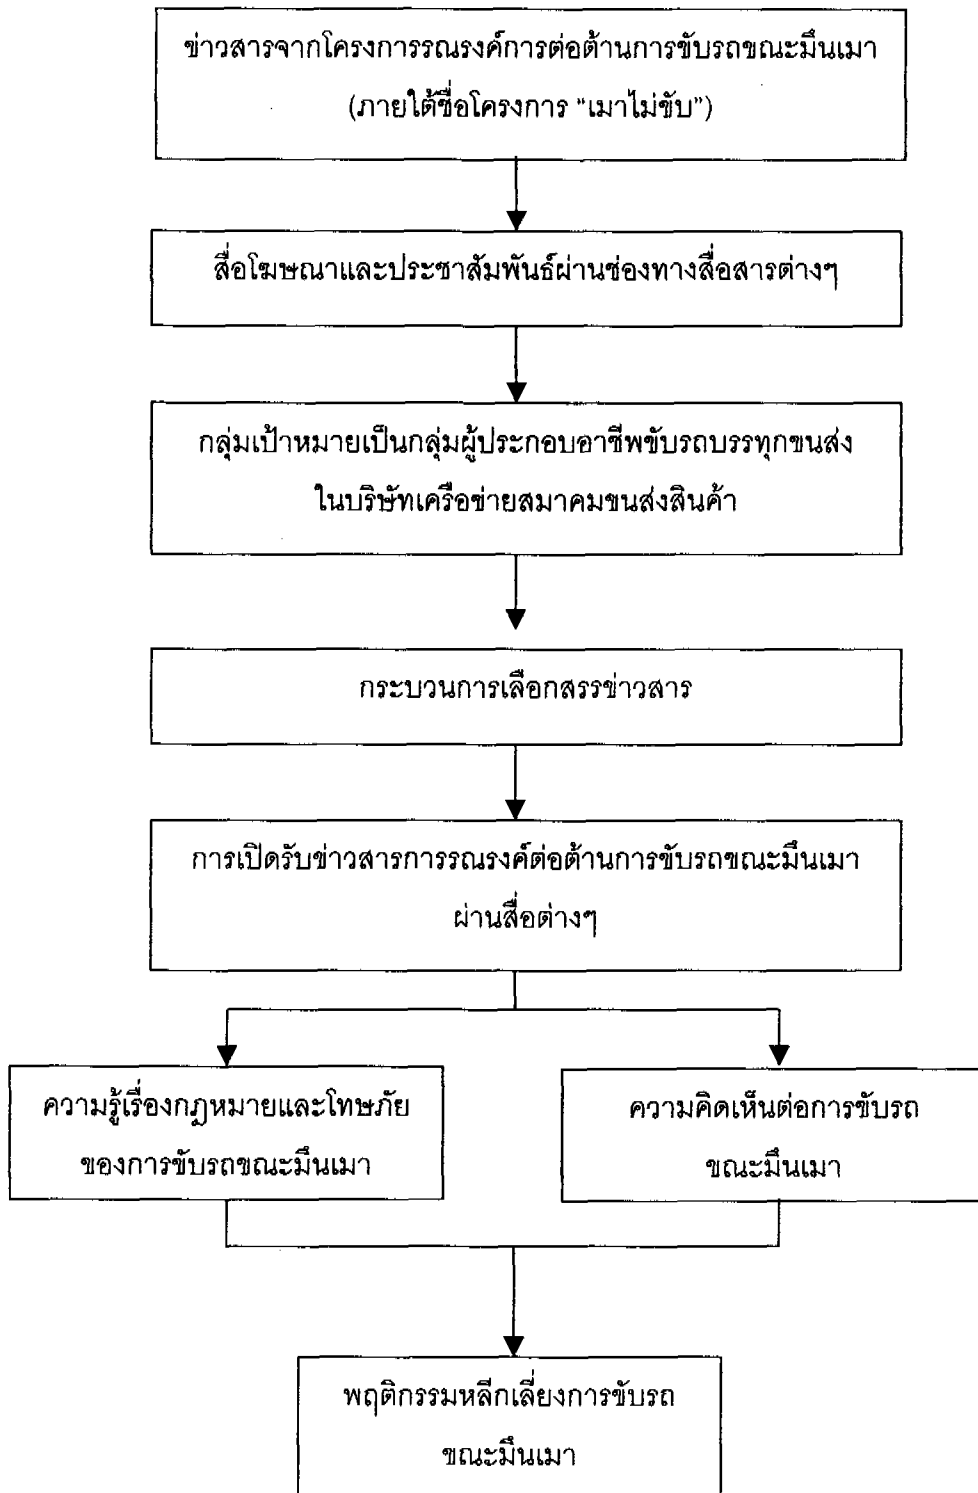 ข่าวสารจากโครงการรณรงค์การต่อต้านการขับรถขณะมึนเมา
(ภายใต้ชื่อโครงการ “เมาไม่ขับ”)
สื่อโฆษณาและประชาสัมพันธ์ผ่านช่องทางสื่อสารต่างๆ
กลุ่มเป้าหมายเป็นกลุ่มผู้ประกอบอาชีพขับรถบรรทุกขนส่ง
ในบริษัทเครือข่ายสมาคมขนส่งสินค้า
กระบวนการเลือกสรรข่าวสาร
การเปิดรับข่าวสารการรณรงค์ต่อต้านการขับรถขณะมึนเมา
ผ่านสื่อต่างๆ
ความรู้เรื่องกฎหมายและโทษภัย
ของการขับรถขณะมึนเมา
ความคิดเห็นต่อการขับรถ
ขณะมึนเมา
พฤติกรรมหลีกเลี่ยงการขับรถ
ขณะมึนเมา